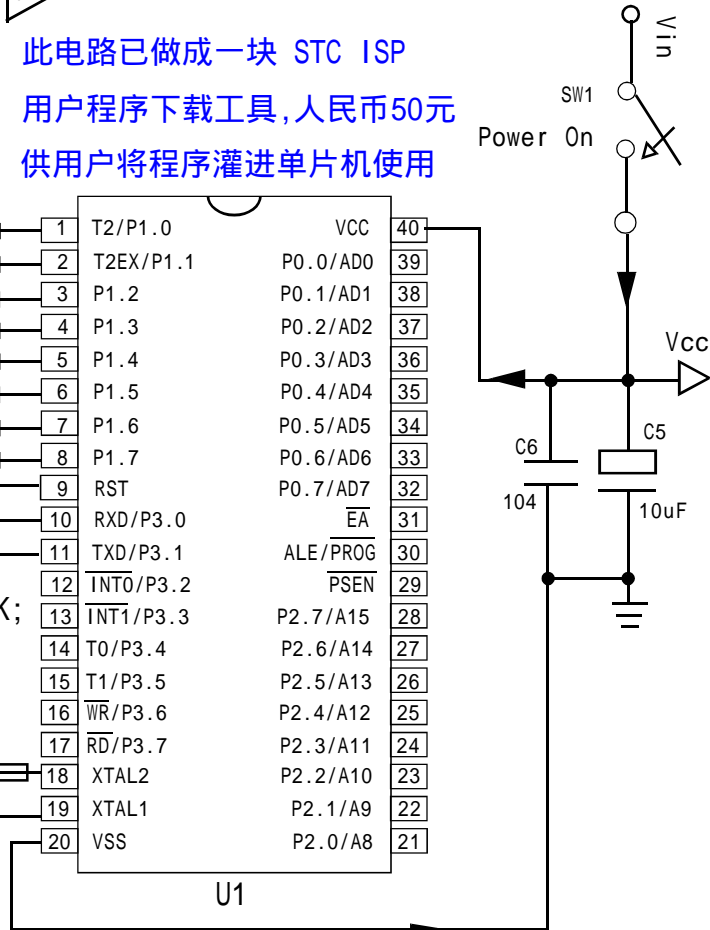 此电路已做成一块 STC ISP
用户程序下载工具,人民币50元
供用户将程序灌进单片机使用
Vin
SW1
Power On
1 T2/P1.0 VCC 40
2 T2EX/P1.1 P0.0/AD0 39
3 P1.2 P0.1/AD1 38
4 P1.3 P0.2/AD2 37
5 P1.4 P0.3/AD3 36
6 P1.5 P0.4/AD4 35
7 P1.6 P0.5/AD5 34
8 P1.7 P0.6/AD6 33
9 RST P0.7/AD7 32
10 RXD/P3.0 EA 31
11 TXD/P3.1 ALE/PROG 30
12 INT0/P3.2 PSEN 29
13 INT1/P3.3 P2.7/A15 28
14 T0/P3.4 P2.6/A14 27
15 T1/P3.5 P2.5/A13 26
16 WR/P3.6 P2.4/A12 25
17 RD/P3.7 P2.3/A11 24
18 XTAL2 P2.2/A10 23
19 XTAL1 P2.1/A9 22
20 VSS P2.0/A8 21
U1
Vcc
C6
104
C5
10uF